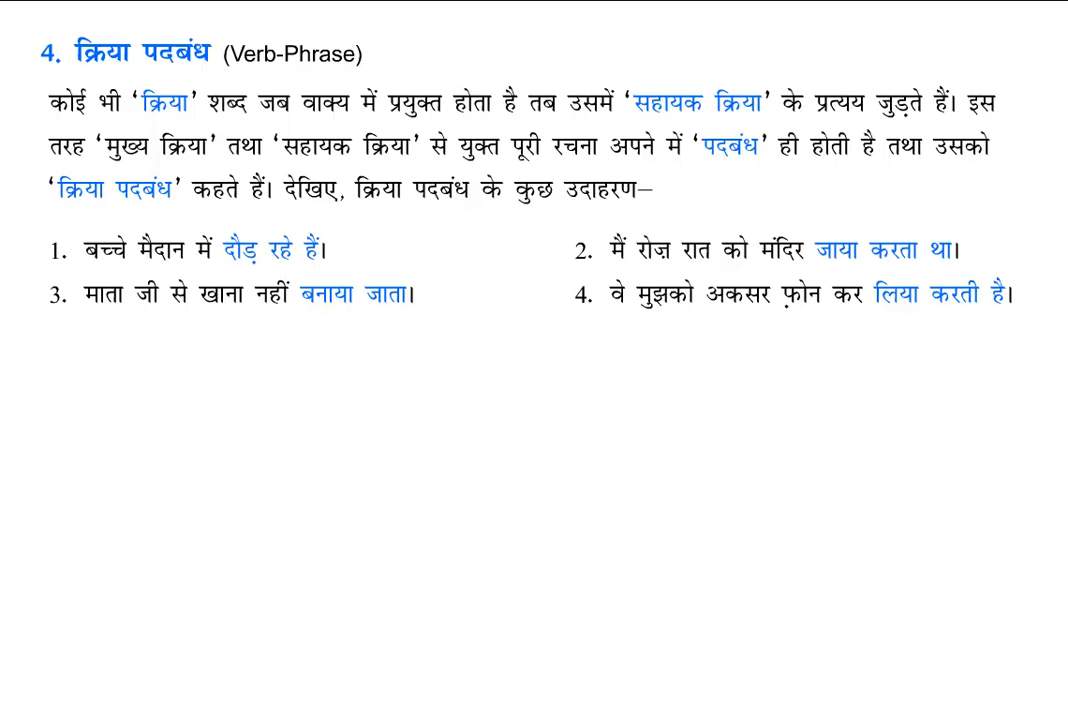 4. क्रिया पदबंध (Verb-Phrase)
कोई भी ‘क्रिया’ शब्द जब वाक्य में प्रयुक्त होता है तब उसमें ‘सहायक क्रिया’ के प्रत्यय जुड़ते हैं। इस
तरह ‘मुख्य क्रिया’ तथा ‘सहायक क्रिया’ से युक्त पूरी रचना अपने में ‘पदबंध’ ही होती है तथा उसको
‘क्रिया पदबंध’ कहते हैं। देखिए, क्रिया पदबंध के कुछ उदाहरण—
1. बच्चे मैदान में दौड़ रहे हैं। 2. मैं रोज़ रात को मंदिर जाया करता था।
3. माता जी से खाना नहीं बनाया जाता। 4. वे मुझको अकसर फ़ोन कर लिया करती है।